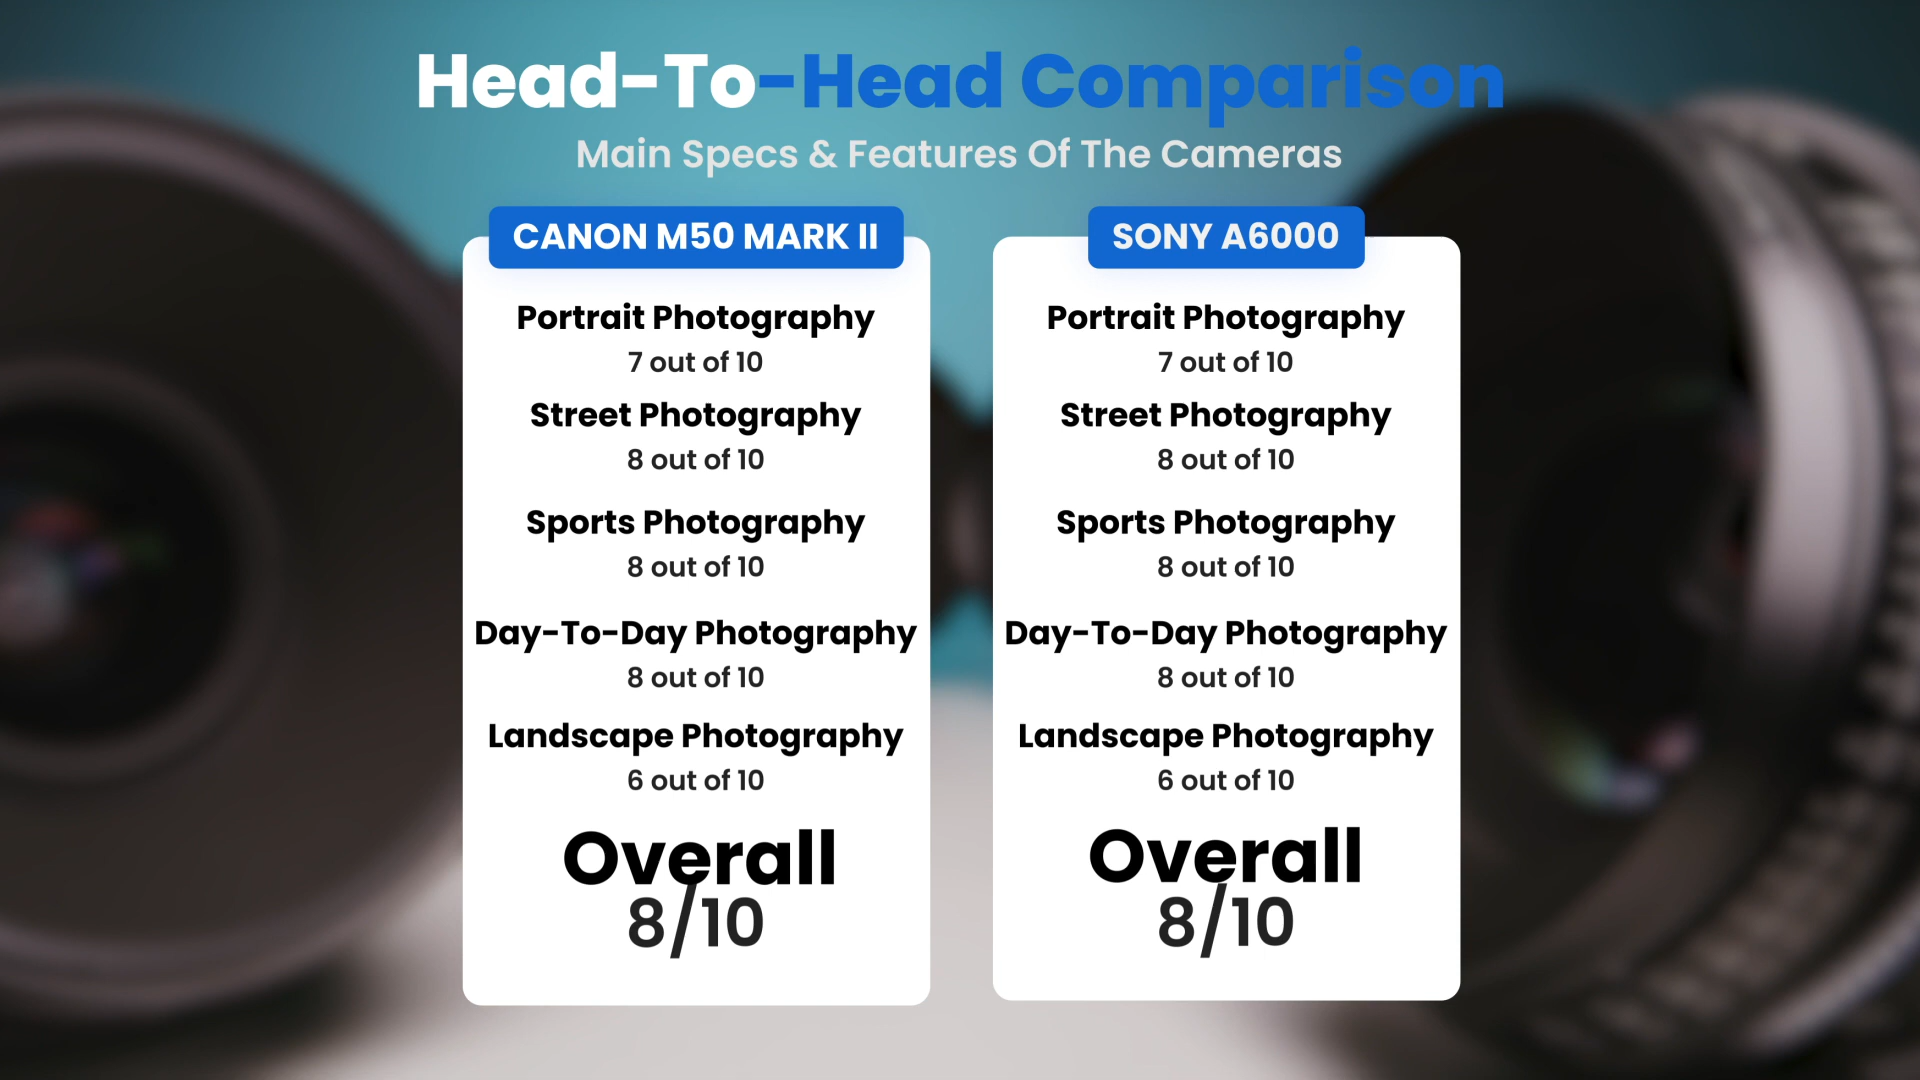 Head-To-Head Comparison
Main Specs & Features Of The Cameras
CANON M50 MARK II
Portrait Photography
7 out of 10
Street Photography
8 out of 10
Sports Photography
8 out of 10
Day-To-Day Photography
8 out of 10
Landscape Photography
6 out of 10
Overall
8/10
SONY A6000
Portrait Photography
7 out of 10
Street Photography
8 out of 10
Sports Photography
8 out of 10
Day-To-Day Photography
8 out of 10
Landscape Photography
6 out of 10
Overall
8/10